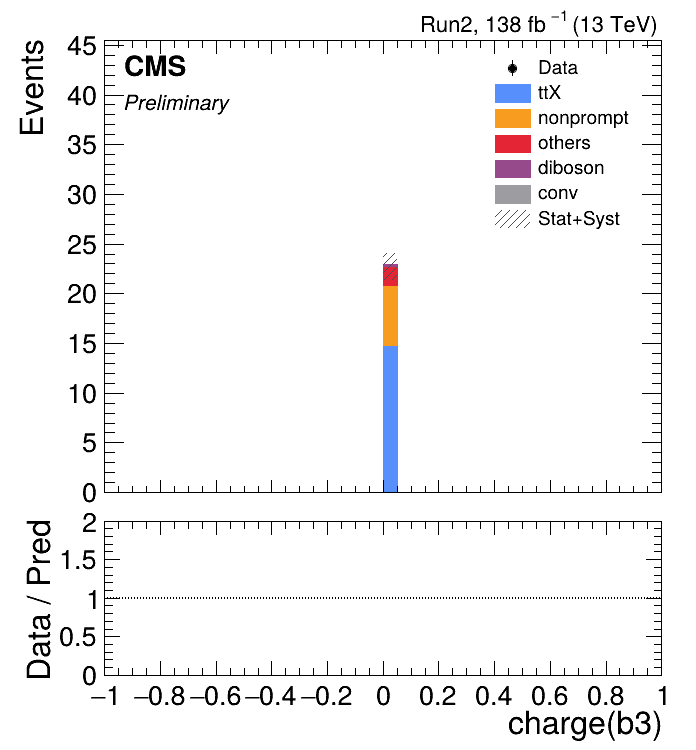 Run2, 138 fb⁻¹ (13 TeV)
CMS
Preliminary
Data
ttX
nonprompt
others
diboson
conv
Stat+Syst
Events
45
40
35
30
25
20
15
10
5
0
Data / Pred
2
1.5
1
0.5
0
−1 −0.8 −0.6 −0.4 −0.2 0 0.2 0.4 0.6 0.8 1
charge(b3)